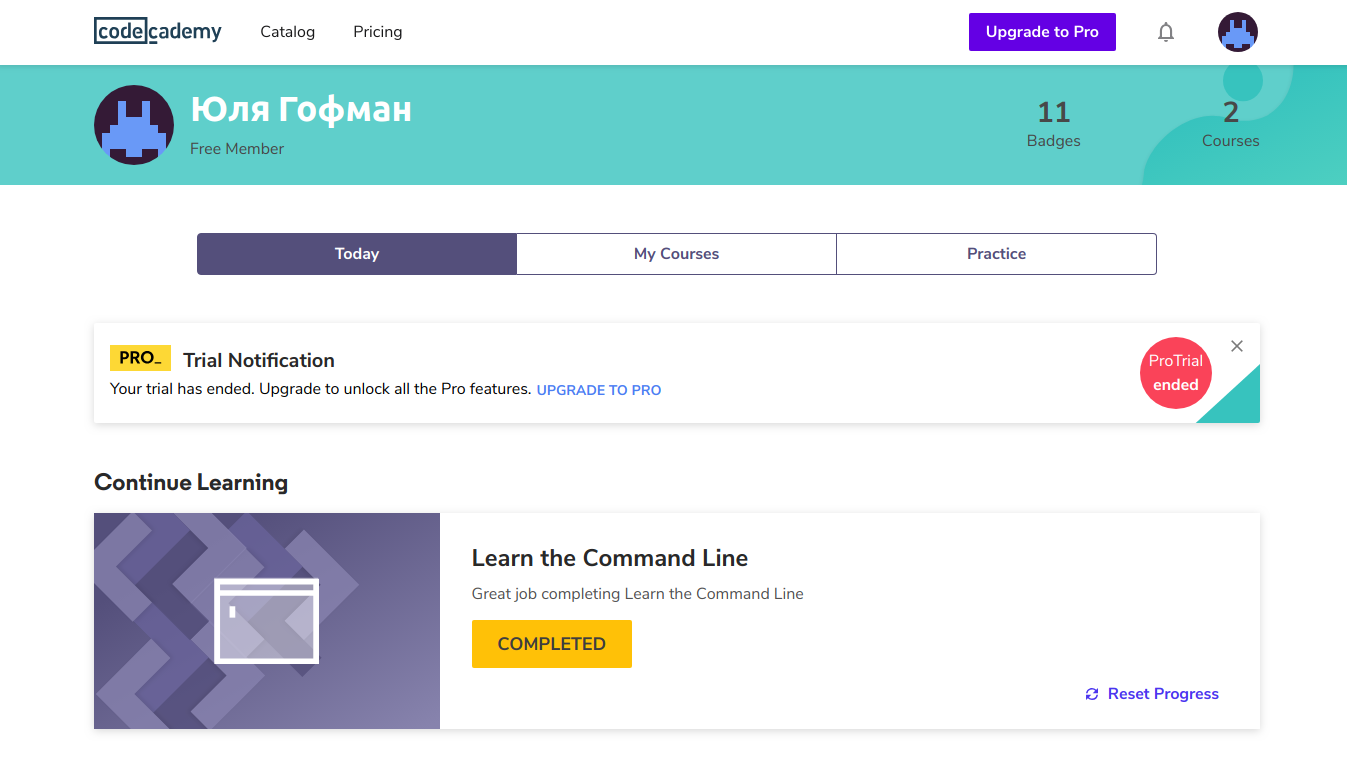 codecademy Catalog Pricing Upgrade to Pro
Юля Гофман
Free Member
11 2
Badges Courses
Today My Courses Practice
PRO_ Trial Notification
Your trial has ended. Upgrade to unlock all the Pro features. UPGRADE TO PRO
ProTrial
ended
Continue Learning
Learn the Command Line
Great job completing Learn the Command Line
COMPLETED
Reset Progress